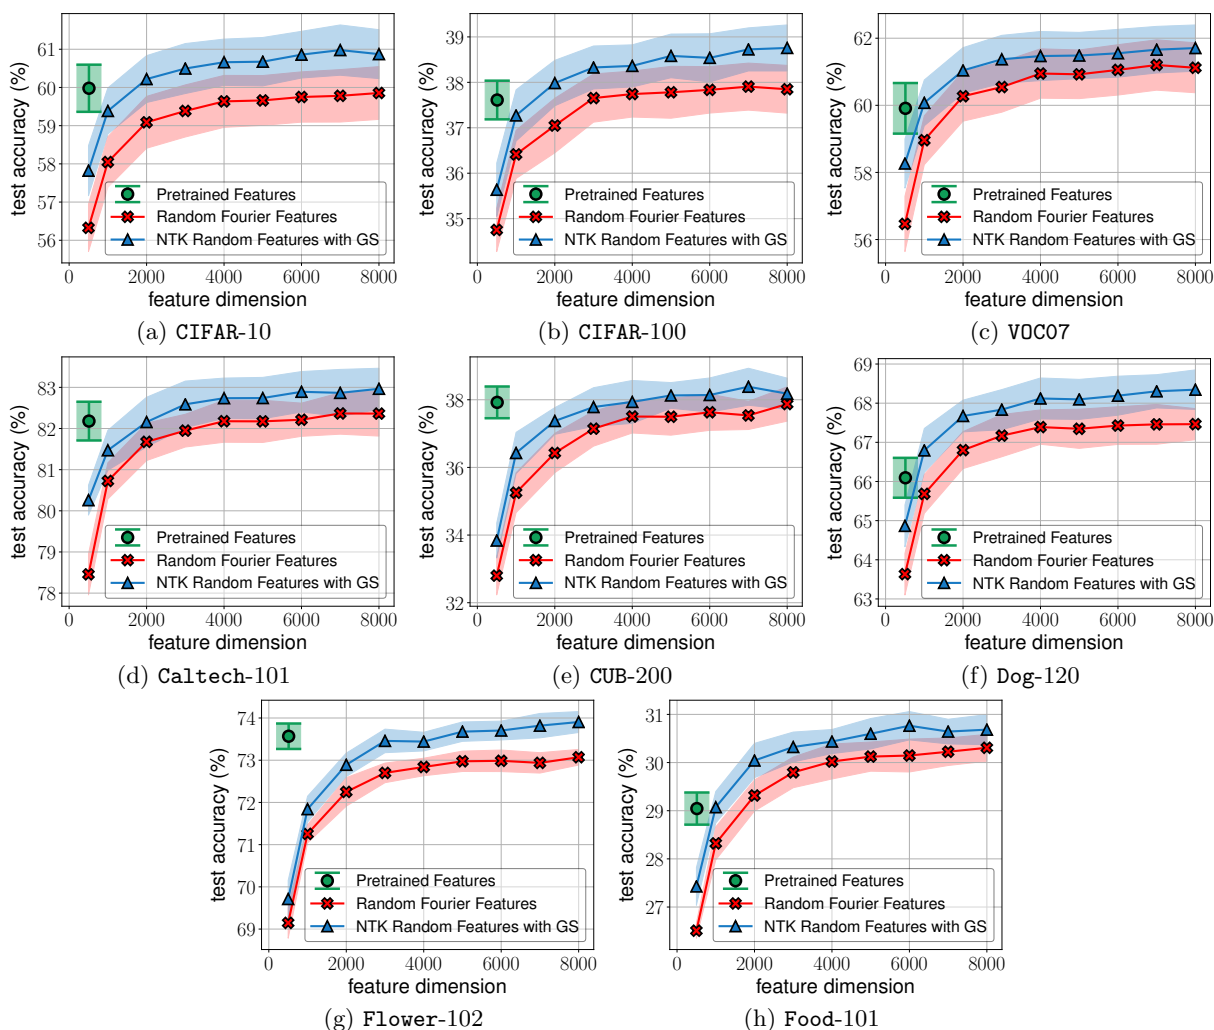 test accuracy (%)
61
60
59
58
57
56
Pretrained Features
Random Fourier Features
NTK Random Features with GS
0 2000 4000 6000 8000
feature dimension
(a) CIFAR-10
test accuracy (%)
39
38
37
36
35
Pretrained Features
Random Fourier Features
NTK Random Features with GS
0 2000 4000 6000 8000
feature dimension
(b) CIFAR-100
test accuracy (%)
62
60
58
56
Pretrained Features
Random Fourier Features
NTK Random Features with GS
0 2000 4000 6000 8000
feature dimension
(c) VOC07
test accuracy (%)
83
82
81
80
79
78
Pretrained Features
Random Fourier Features
NTK Random Features with GS
0 2000 4000 6000 8000
feature dimension
(d) Caltech-101
test accuracy (%)
38
36
34
32
Pretrained Features
Random Fourier Features
NTK Random Features with GS
0 2000 4000 6000 8000
feature dimension
(e) CUB-200
test accuracy (%)
69
68
67
66
65
64
63
Pretrained Features
Random Fourier Features
NTK Random Features with GS
0 2000 4000 6000 8000
feature dimension
(f) Dog-120
test accuracy (%)
74
73
72
71
70
69
Pretrained Features
Random Fourier Features
NTK Random Features with GS
0 2000 4000 6000 8000
feature dimension
(g) Flower-102
test accuracy (%)
31
30
29
28
27
Pretrained Features
Random Fourier Features
NTK Random Features with GS
0 2000 4000 6000 8000
feature dimension
(h) Food-101